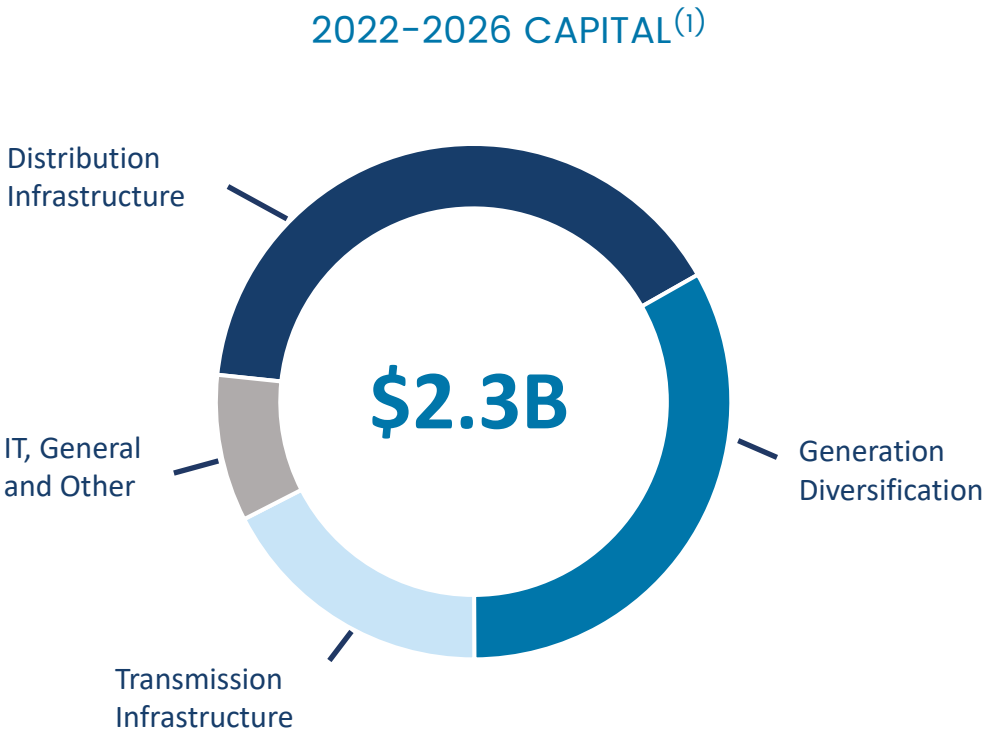 2022-2026 CAPITAL(1)
Distribution
Infrastructure
$2.3B
IT, General
and Other
Generation
Diversification
Transmission
Infrastructure